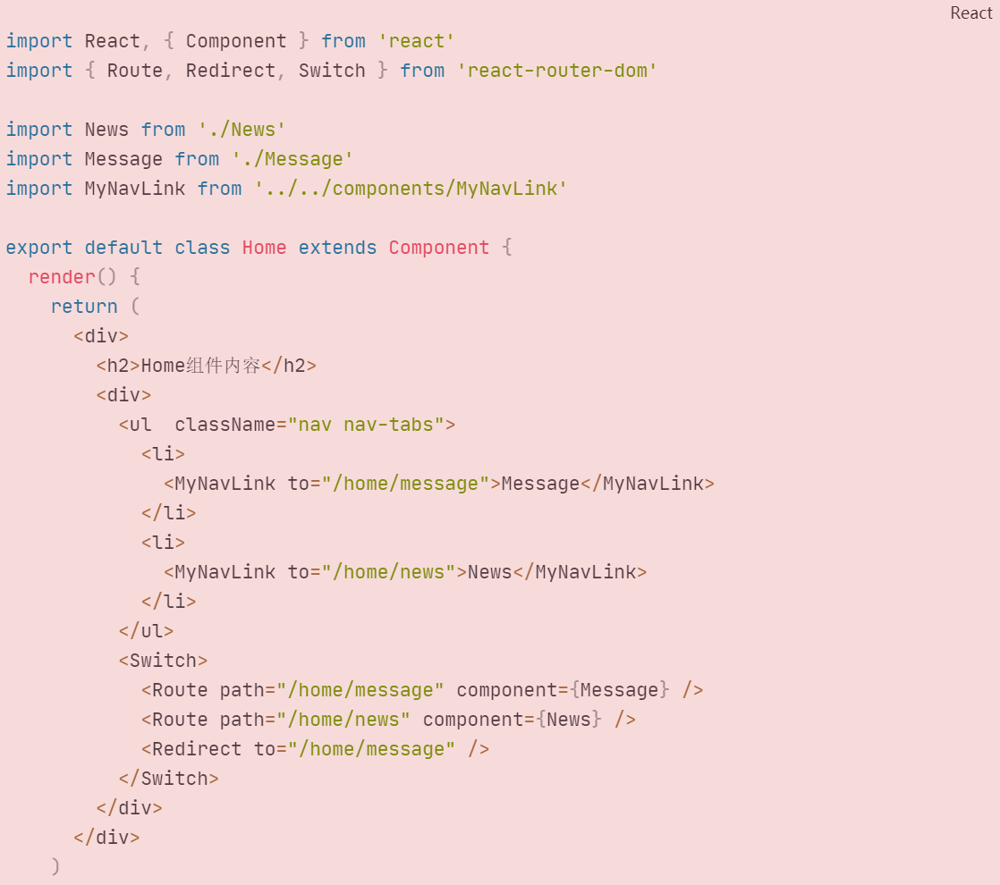 React
import React, { Component } from 'react'
import { Route, Redirect, Switch } from 'react-router-dom'

import News from './News'
import Message from './Message'
import MyNavLink from '../../components/MyNavLink'

export default class Home extends Component {
  render() {
    return (
      <div>
        <h2>Home组件内容</h2>
        <div>
          <ul  className="nav nav-tabs">
            <li>
              <MyNavLink to="/home/message">Message</MyNavLink>
            </li>
            <li>
              <MyNavLink to="/home/news">News</MyNavLink>
            </li>
          </ul>
          <Switch>
            <Route path="/home/message" component={Message} />
            <Route path="/home/news" component={News} />
            <Redirect to="/home/message" />
          </Switch>
        </div>
      </div>
    )